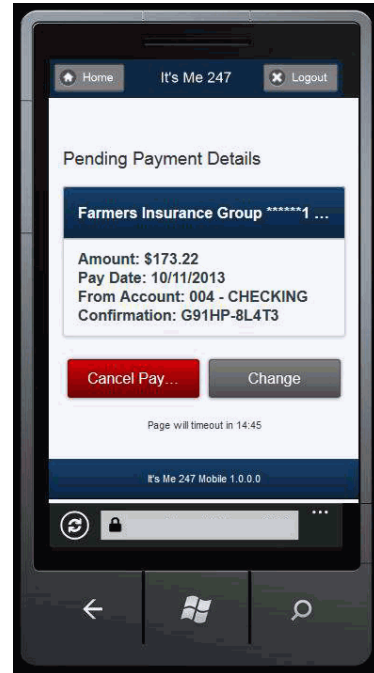 Home It's Me 247 Logout
Pending Payment Details
Farmers Insurance Group ******1 ...
Amount: $173.22
Pay Date: 10/11/2013
From Account: 004 - CHECKING
Confirmation: G91HP-8L4T3
Cancel Pay... Change
Page will timeout in 14:45
It's Me 247 Mobile 1.0.0.0
...